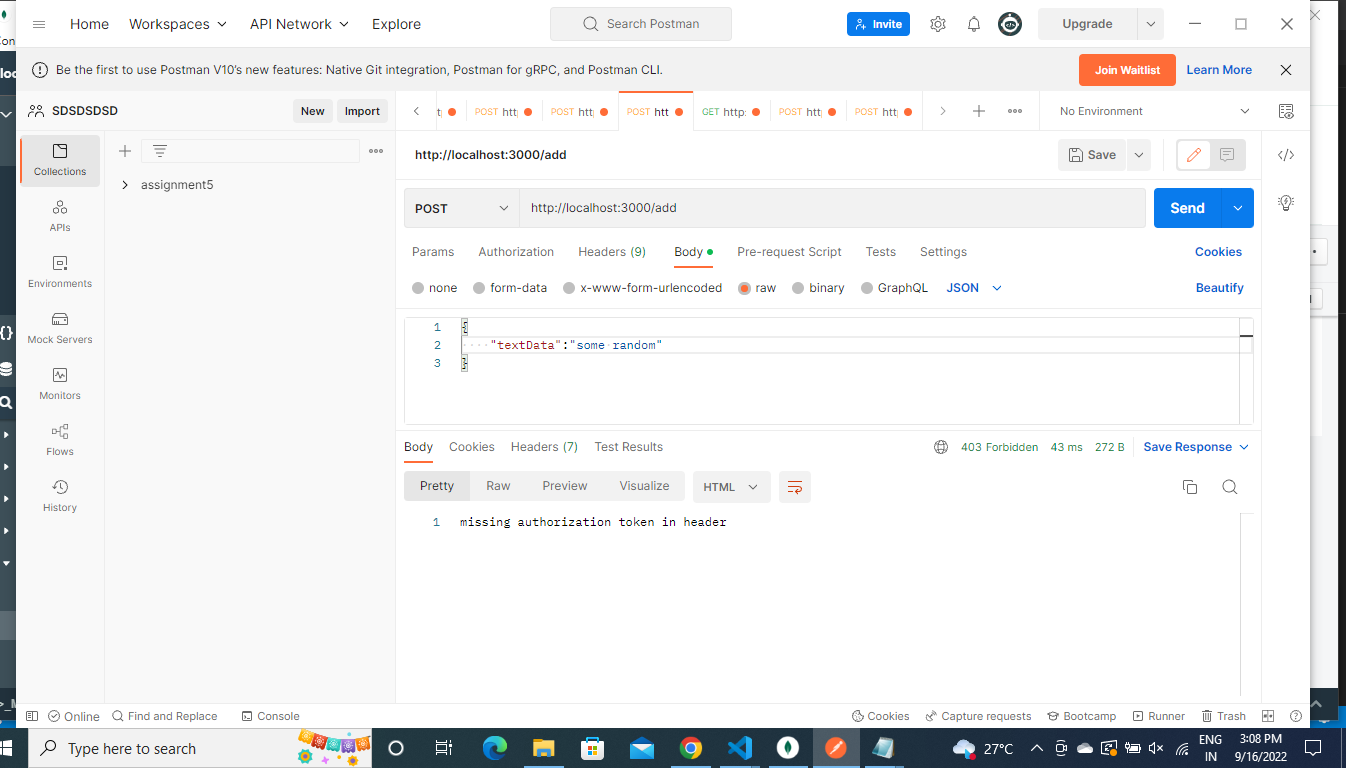 Home Workspaces API Network Explore Search Postman Invite Upgrade
Be the first to use Postman V10's new features: Native Git integration, Postman for gRPC, and Postman CLI. Join Waitlist Learn More
SDSDSDSD New Import
POST htt POST htt POST htt GET http: POST htt POST htt No Environment
Collections
APIs
Environments
Mock Servers
Monitors
Flows
History
assignment5
http://localhost:3000/add Save
POST http://localhost:3000/add Send
Params Authorization Headers (9) Body Pre-request Script Tests Settings Cookies
none form-data x-www-form-urlencoded raw binary GraphQL JSON Beautify
1 {
2 "textData":"some random"
3 }
Body Cookies Headers (7) Test Results 403 Forbidden 43 ms 272 B Save Response
Pretty Raw Preview Visualize HTML
1 missing authorization token in header
Online Find and Replace Console Cookies Capture requests Bootcamp Runner Trash
Type here to search 27°C ENG 3:08 PM
IN 9/16/2022